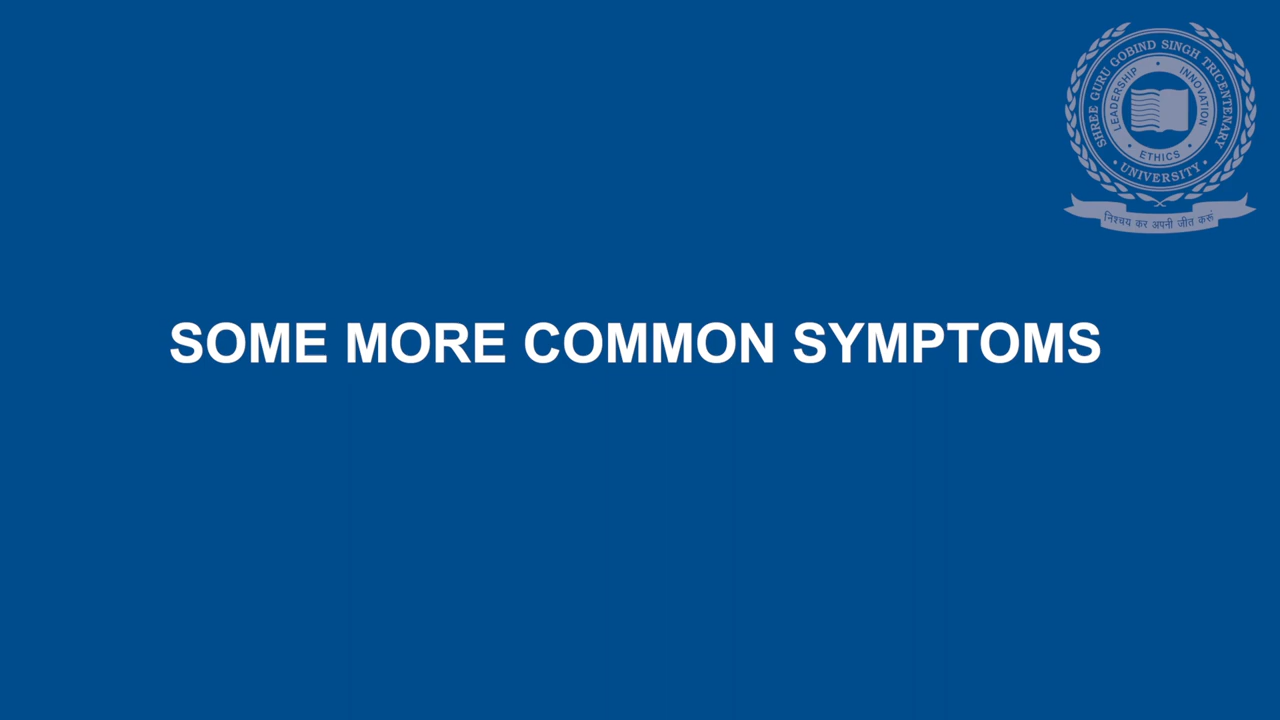 SHREE GURU GOBIND SINGH TRICENTENARY
UNIVERSITY
LEADERSHIP
INNOVATION
ETHICS
निश्चय कर अपनी जीत करूं
SOME MORE COMMON SYMPTOMS